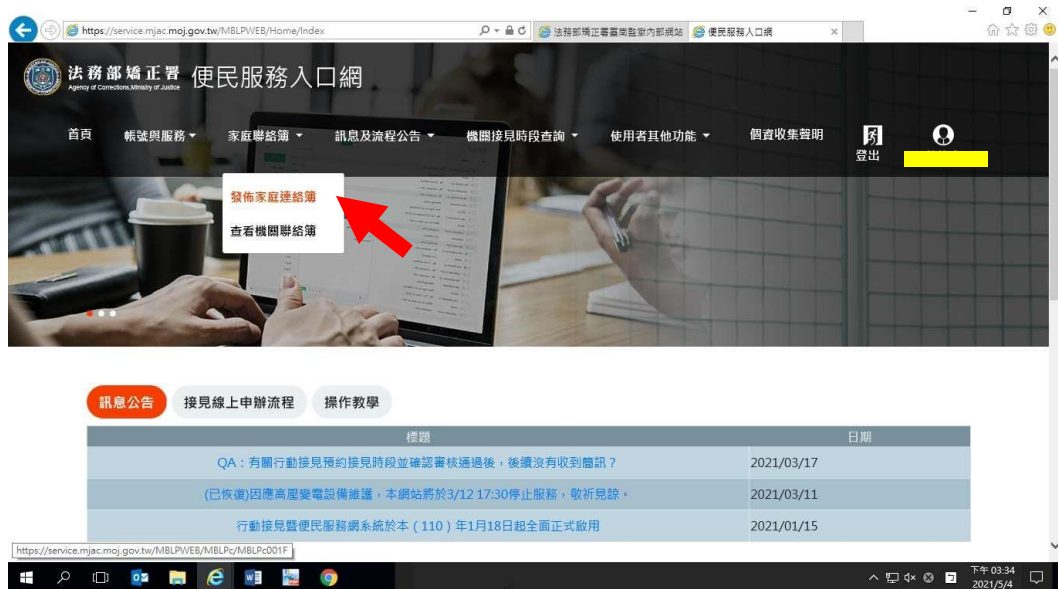 https://service.mjac.moj.gov.tw/MBLPWEB/Home/Index
法務部矯正署臺南監獄內部網站
便民服務入口網
法務部矯正署 便民服務入口網
Agency of Corrections,Ministry of Justice
首頁
帳號與服務
家庭聯絡簿
訊息及流程公告
機關接見時段查詢
使用者其他功能
個資收集聲明
登出
發佈家庭連絡簿
查看機關聯絡簿
訊息公告
接見線上申辦流程
操作教學
標題 日期
QA：有關行動接見預約接見時段並確認審核通過後，後續沒有收到簡訊？ 2021/03/17
(已恢復)因應高壓變電設備維護，本網站將於3/12 17:30停止服務，敬祈見諒。 2021/03/11
行動接見暨便民服務網系統於本（110）年1月18日起全面正式啟用 2021/01/15
https://service.mjac.moj.gov.tw/MBLPWEB/MBLPc/MBLPc001F
下午 03:34
2021/5/4